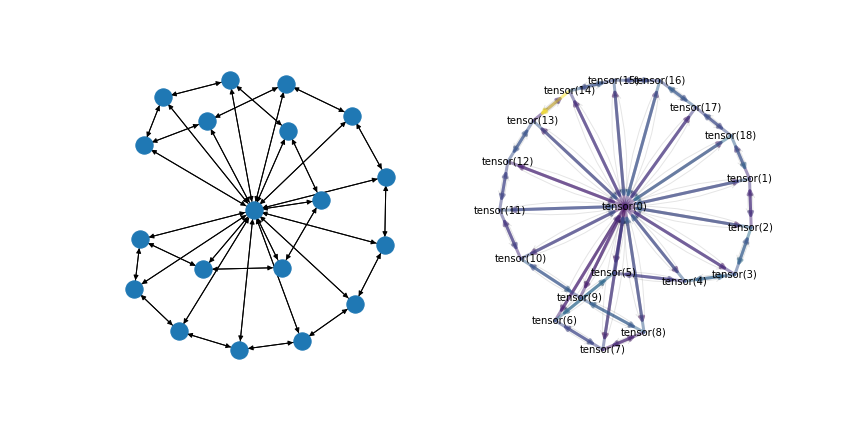 tensor(15)
tensor(16)
tensor(14)
tensor(17)
tensor(13)
tensor(18)
tensor(12)
tensor(1)
tensor(0)
tensor(11)
tensor(2)
tensor(10)
tensor(5)
tensor(3)
tensor(4)
tensor(9)
tensor(6)
tensor(8)
tensor(7)